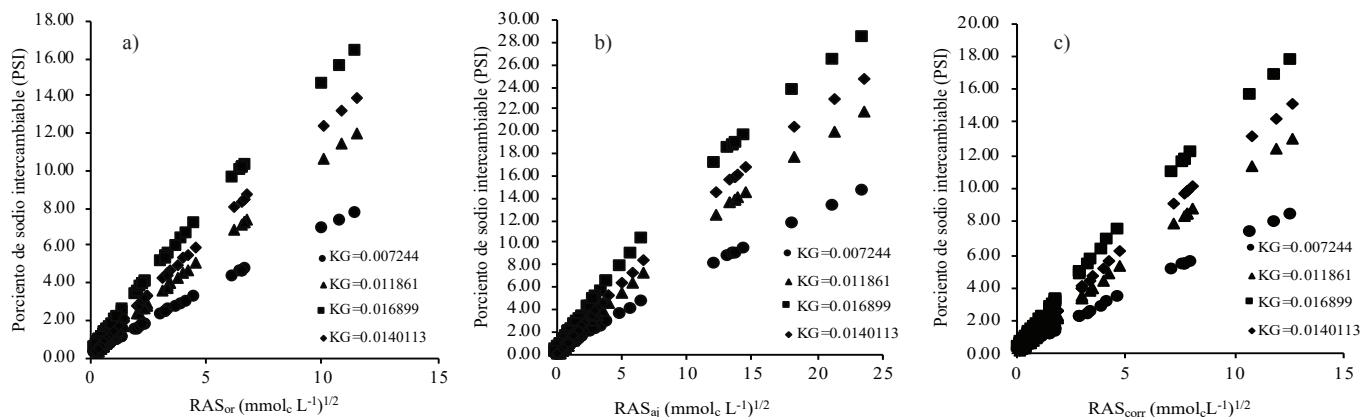 a)
Porciento de sodio intercambiable (PSI)
18.00
16.00
14.00
12.00
10.00
8.00
6.00
4.00
2.00
0.00
KG=0.007244
KG=0.011861
KG=0.016899
KG=0.0140113
0 5 10 15
RASor (mmolc L-1)1/2
b)
Porciento de sodio intercambiable (PSI)
30.00
28.00
26.00
24.00
22.00
20.00
18.00
16.00
14.00
12.00
10.00
8.00
6.00
4.00
2.00
0.00
KG=0.007244
KG=0.011861
KG=0.016899
KG=0.0140113
0 5 10 15 20 25
RASaj (mmolc L-1)1/2
c)
Porciento de sodio intercambiable (PSI)
20.00
18.00
16.00
14.00
12.00
10.00
8.00
6.00
4.00
2.00
0.00
KG=0.007244
KG=0.011861
KG=0.016899
KG=0.0140113
0 5 10 15
RAScorr (mmolcL-1)1/2